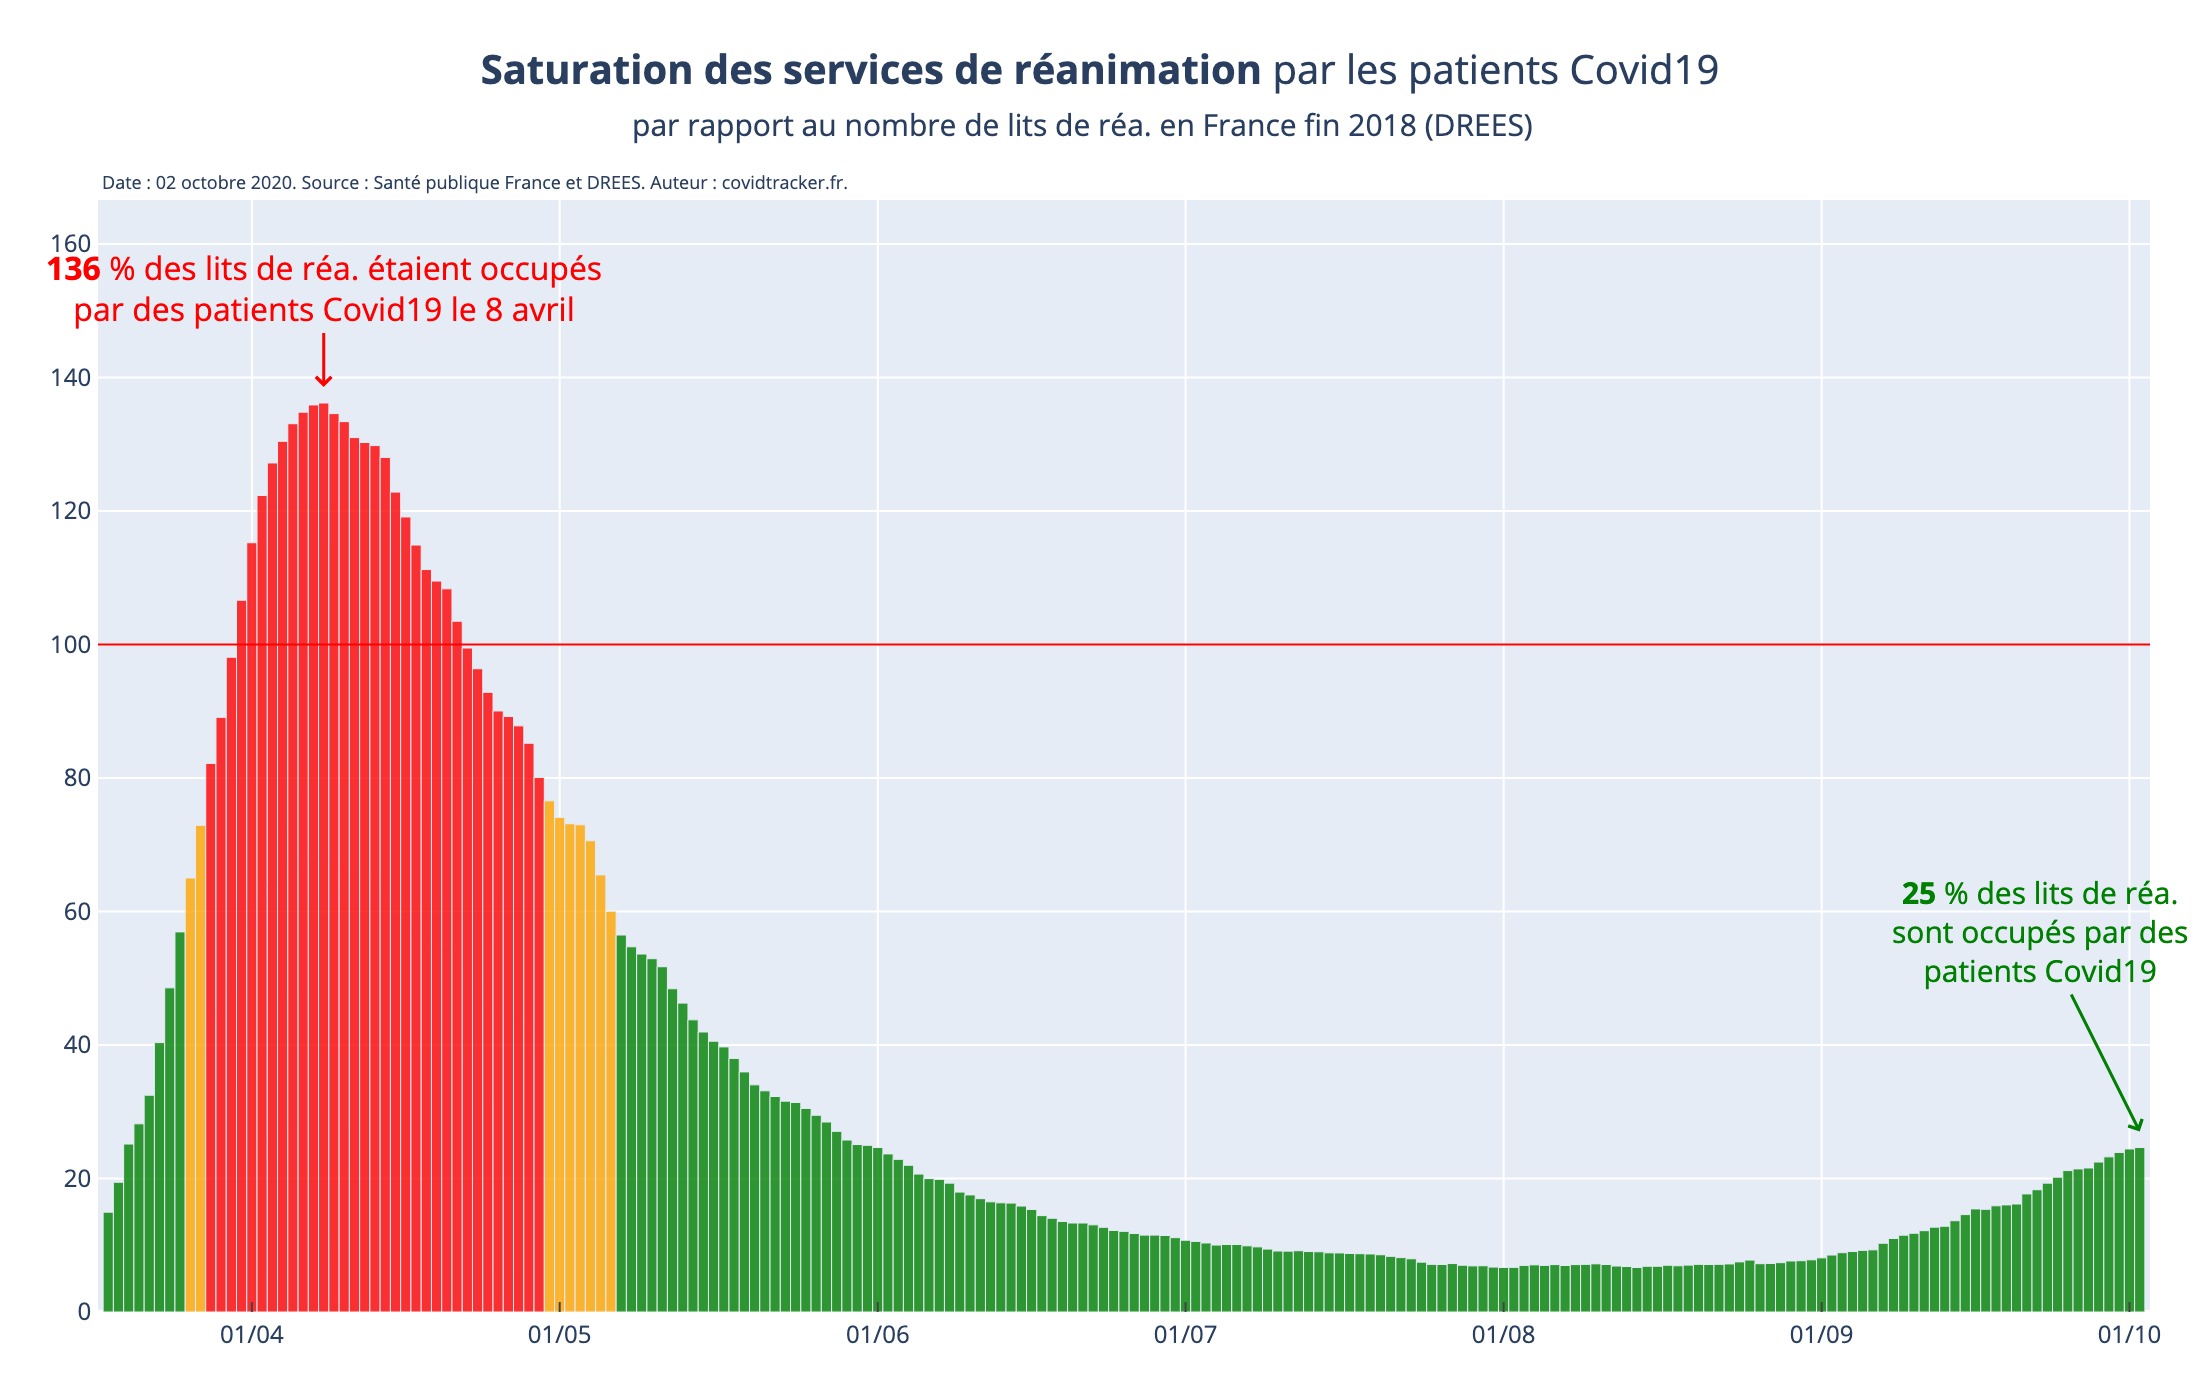 Saturation des services de réanimation par les patients Covid19
par rapport au nombre de lits de réa. en France fin 2018 (DREES)
Date : 02 octobre 2020. Source : Santé publique France et DREES. Auteur : covidtracker.fr.
160
136 % des lits de réa. étaient occupés
par des patients Covid19 le 8 avril
140
120
100
80
60
25 % des lits de réa.
sont occupés par des
patients Covid19
40
20
0
01/04 01/05 01/06 01/07 01/08 01/09 01/10